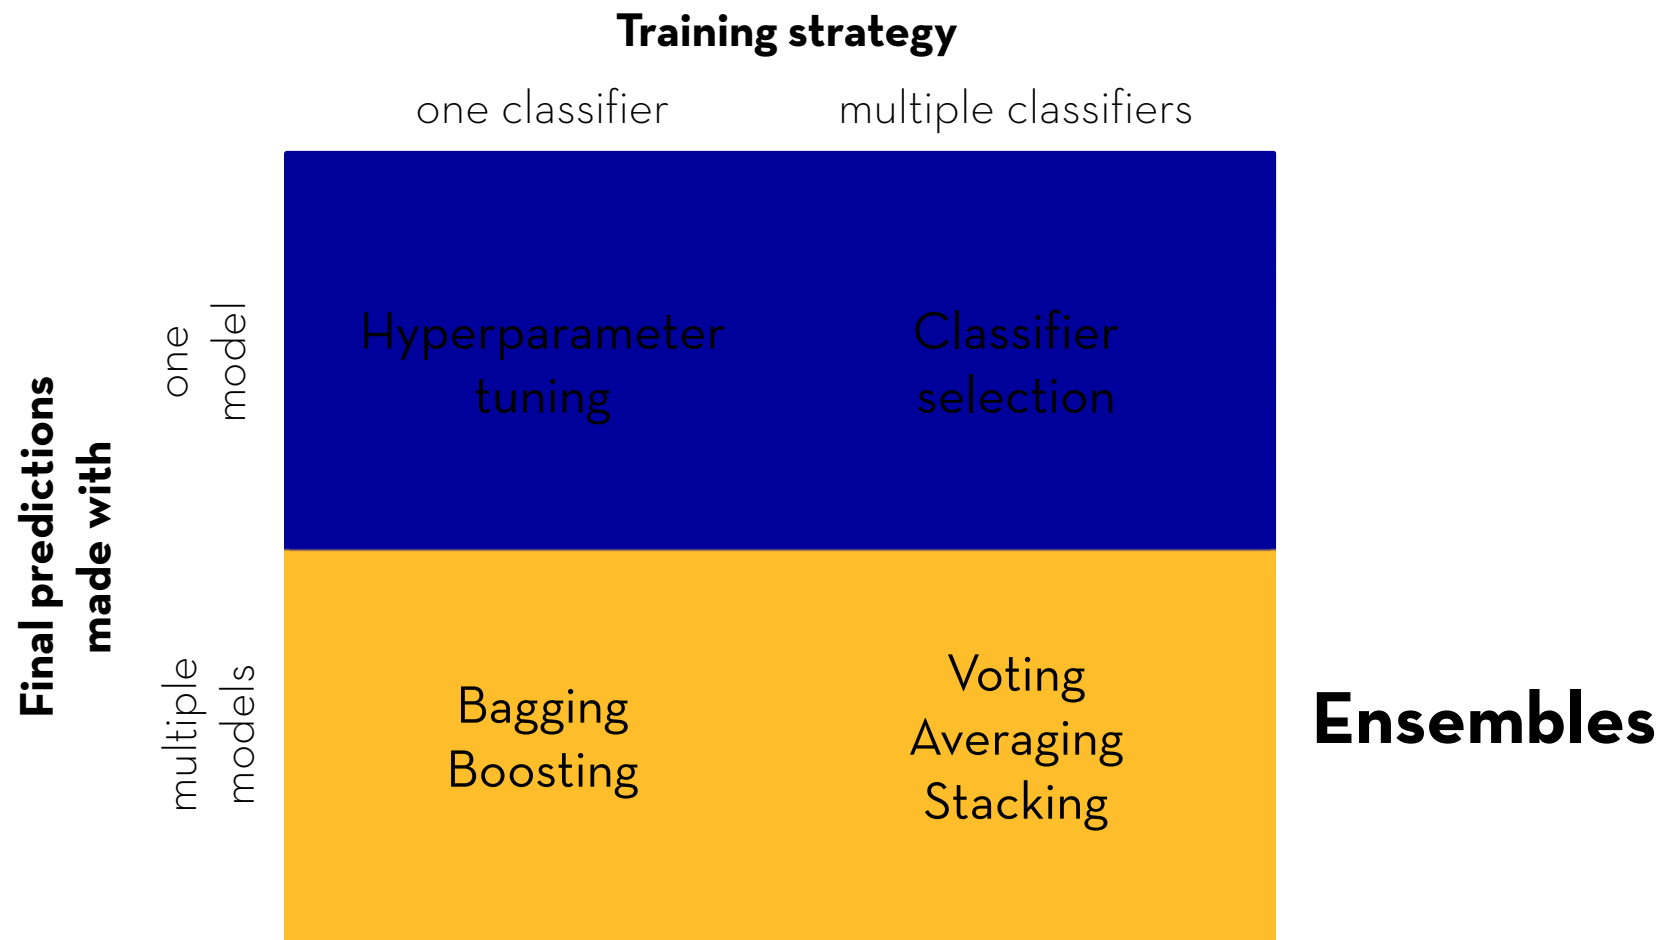 Training strategy
one classifier
multiple classifiers
Final predictions
made with
one
model
Hyperparameter
tuning
Classifier
selection
multiple
models
Bagging
Boosting
Voting
Averaging
Stacking
Ensembles